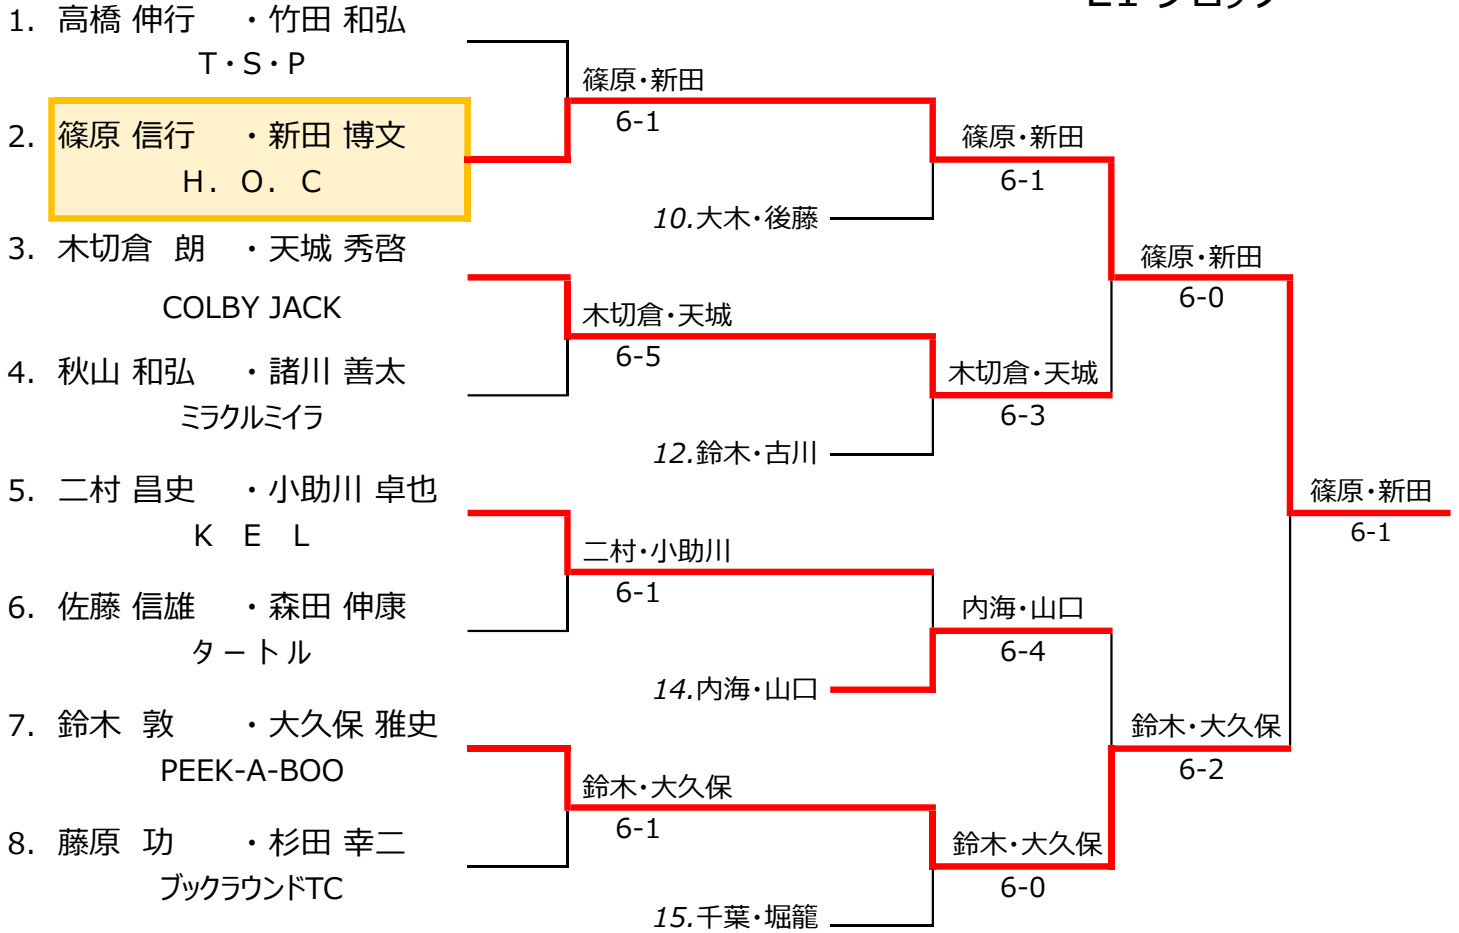 1. 高橋 伸行 ・竹田 和弘
T・S・P
2. 篠原 信行 ・新田 博文
H．O．C
3. 木切倉 朗 ・天城 秀啓
COLBY JACK
4. 秋山 和弘 ・諸川 善太
ミラクルミイラ
5. 二村 昌史 ・小助川 卓也
K E L
6. 佐藤 信雄 ・森田 伸康
タートル
7. 鈴木 敦 ・大久保 雅史
PEEK-A-BOO
8. 藤原 功 ・杉田 幸二
ブックラウンドTC
篠原・新田
6-1
10.大木・後藤
木切倉・天城
6-5
12.鈴木・古川
二村・小助川
6-1
14.内海・山口
鈴木・大久保
6-1
15.千葉・堀籠
篠原・新田
6-1
木切倉・天城
6-3
内海・山口
6-4
鈴木・大久保
6-0
篠原・新田
6-0
鈴木・大久保
6-2
篠原・新田
6-1